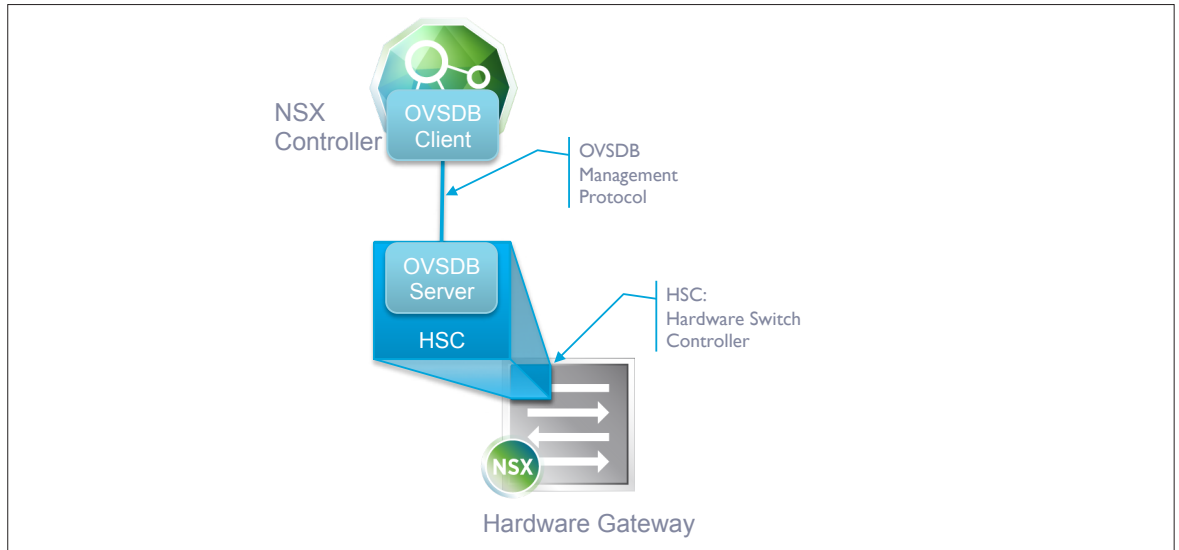 NSX
Controller
OVSDB
Client
OVSDB
Management
Protocol
OVSDB
Server
HSC
HSC:
Hardware Switch
Controller
NSX
Hardware Gateway